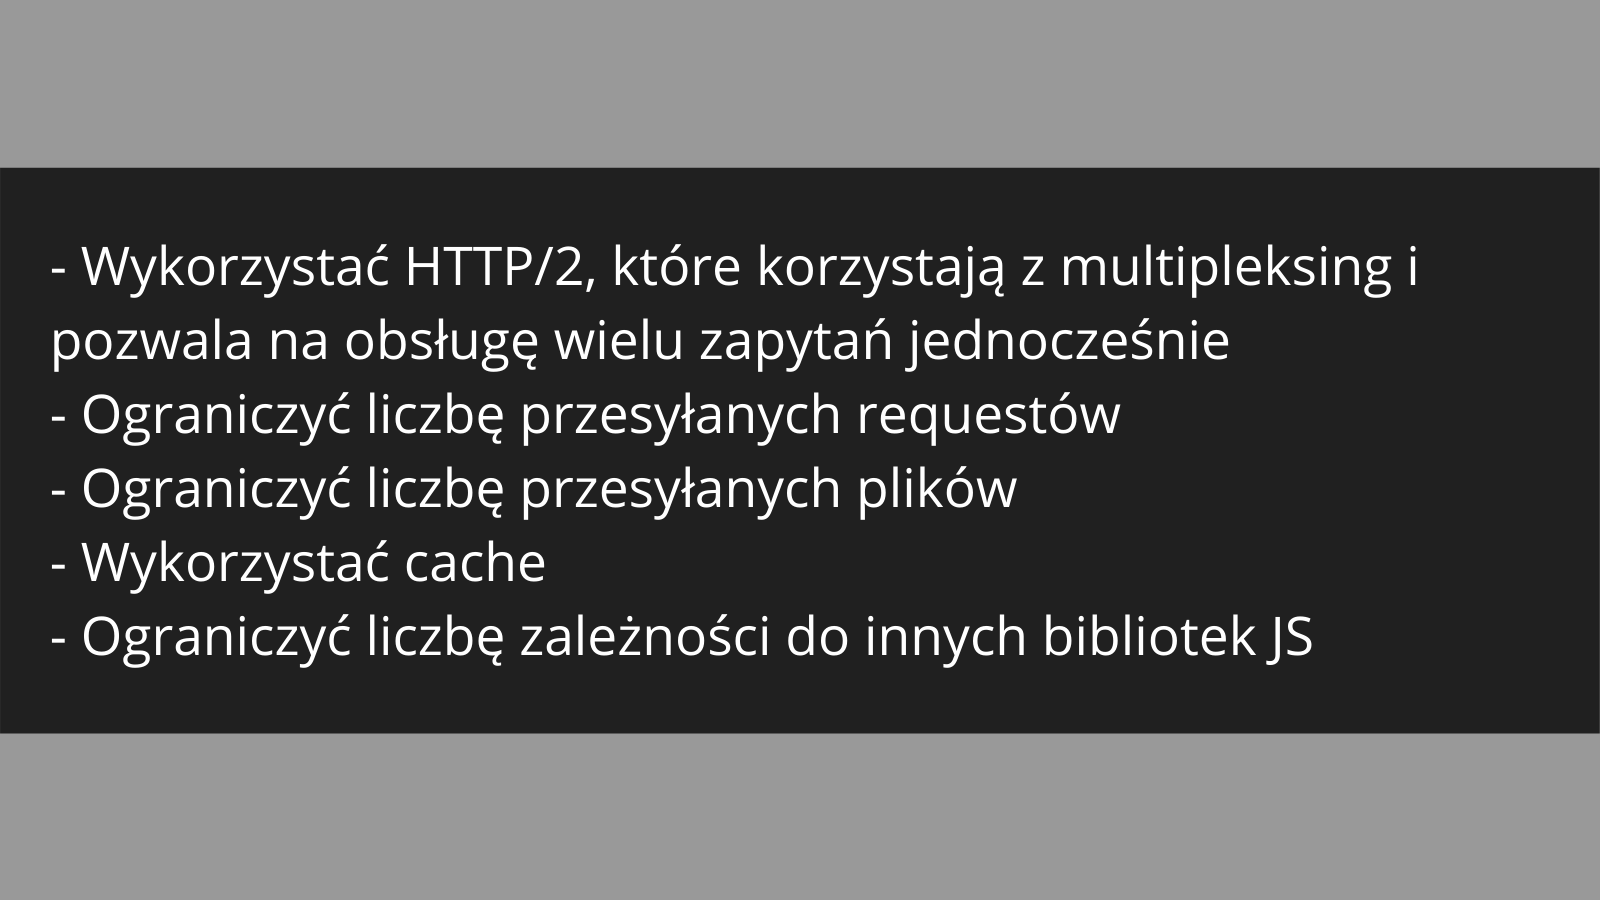 - Wykorzystać HTTP/2, które korzystają z multipleksing i
pozwala na obsługę wielu zapytań jednocześnie
- Ograniczyć liczbę przesyłanych requestów
- Ograniczyć liczbę przesyłanych plików
- Wykorzystać cache
- Ograniczyć liczbę zależności do innych bibliotek JS